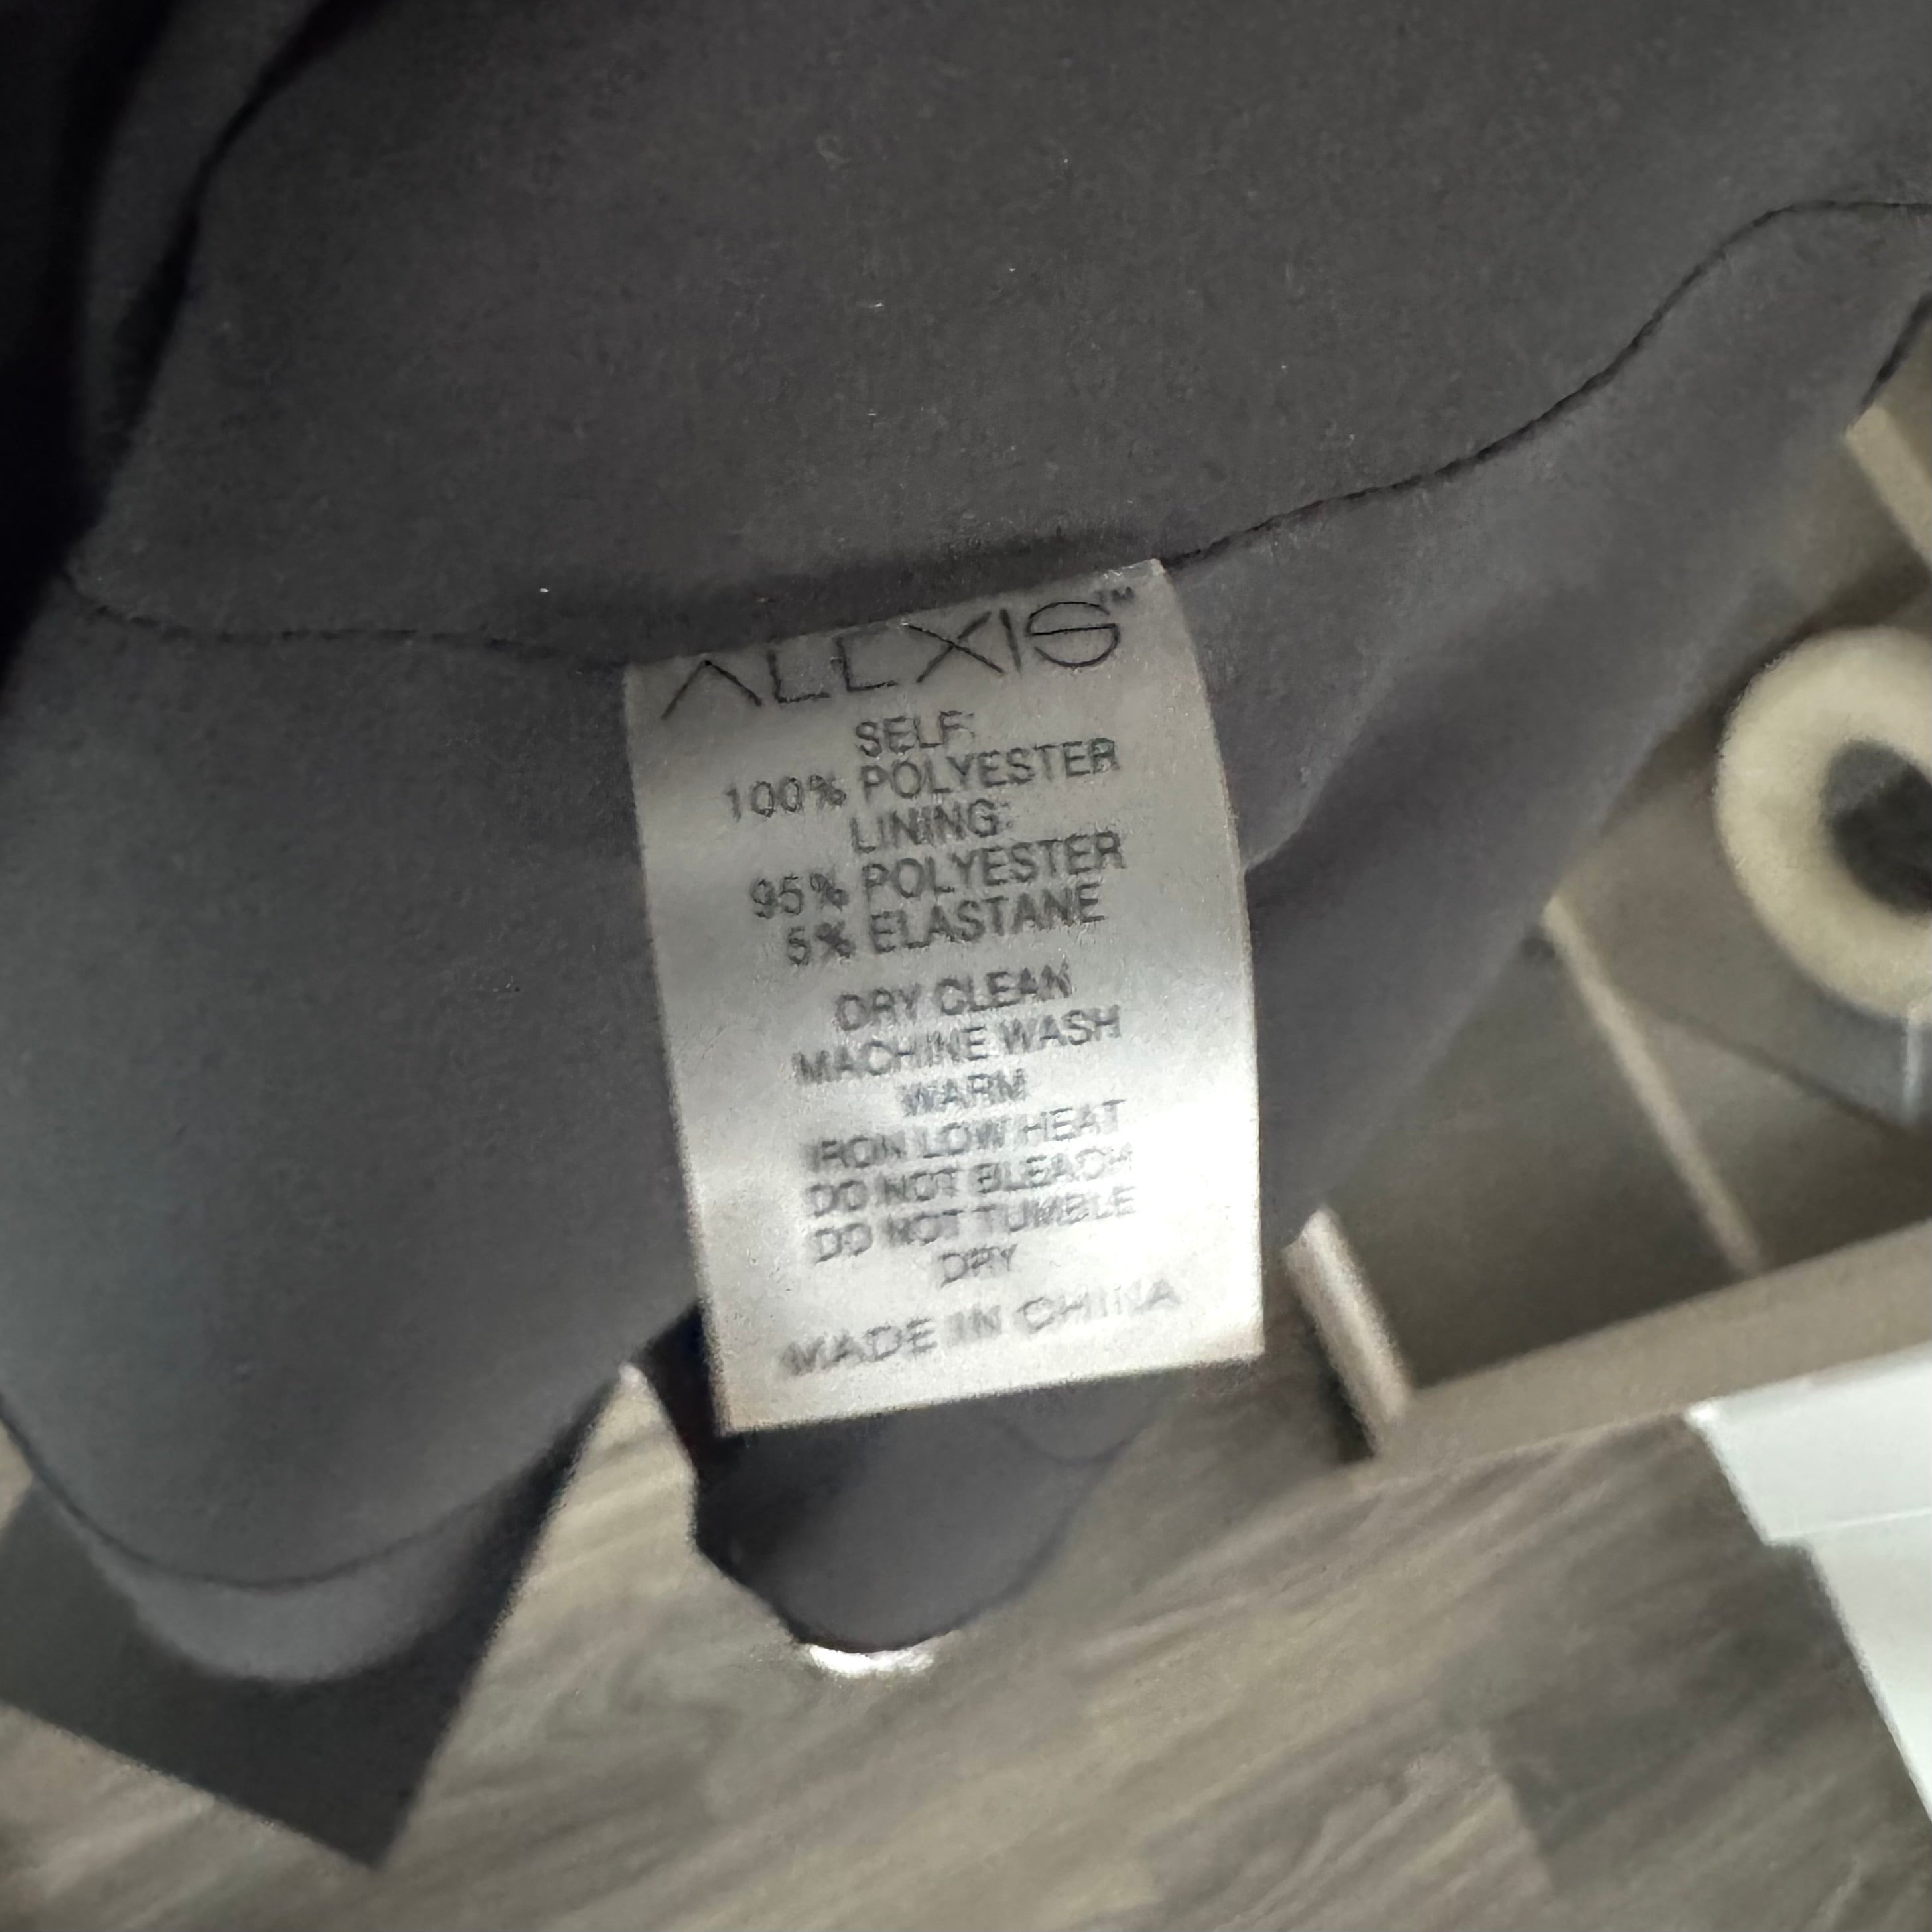 ALEXIS™
SELF:
100% POLYESTER
LINING:
95% POLYESTER
5% ELASTANE
DRY CLEAN
MACHINE WASH
WARM
IRON LOW HEAT
DO NOT BLEACH
DO NOT TUMBLE
DRY
MADE IN CHINA